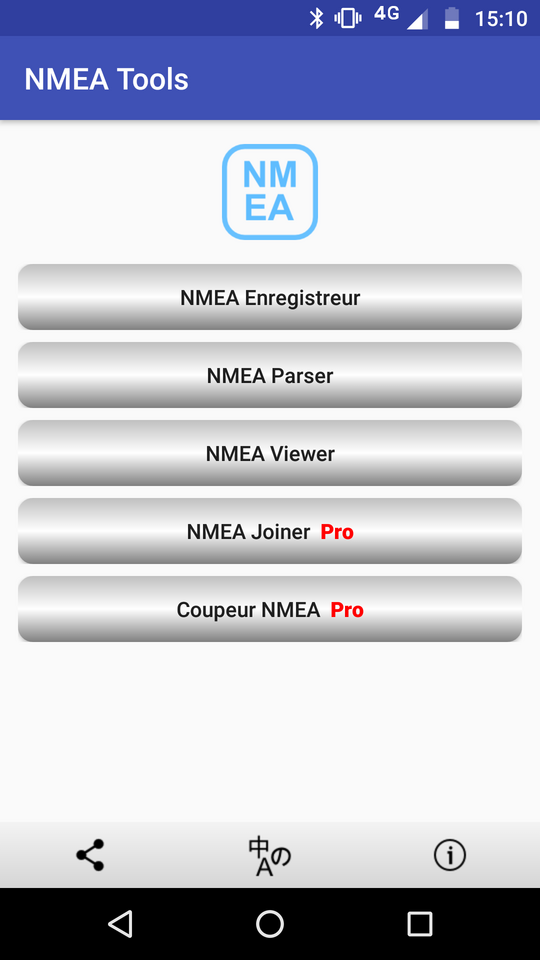 4G 15:10
NMEA Tools
NM
EA
NMEA Enregistreur
NMEA Parser
NMEA Viewer
NMEA Joiner Pro
Coupeur NMEA Pro
中
Aの